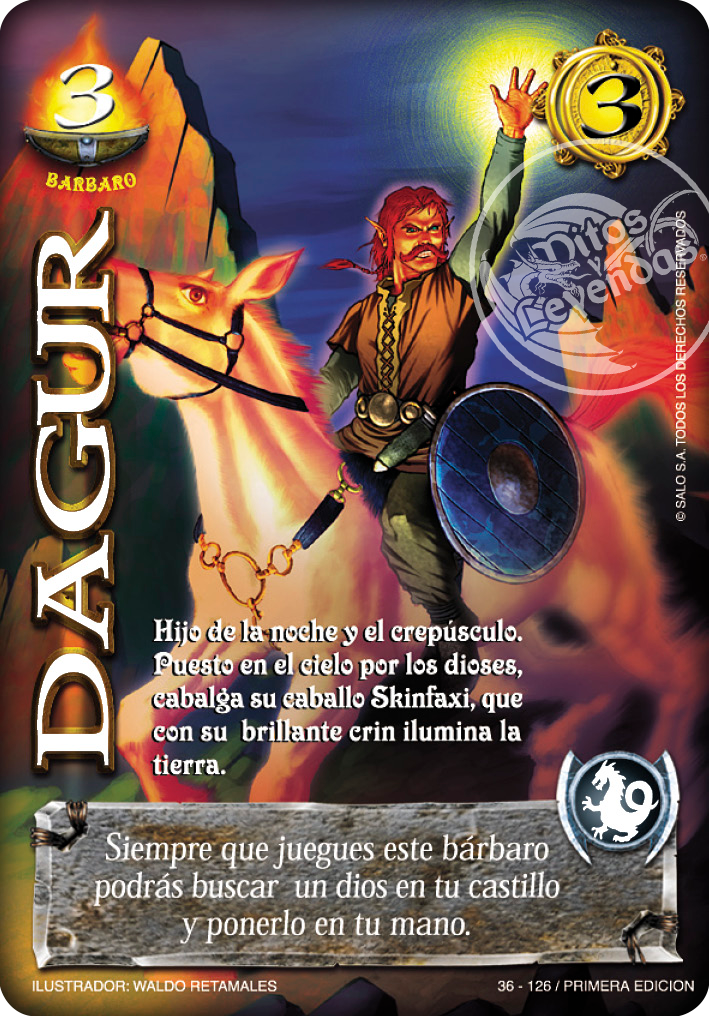 3
3
BARBARO
DAGUR
Mitos
y
Leyendas
®
© SALO S.A. TODOS LOS DERECHOS RESERVADOS
Hijo de la noche y el crepúsculo.
Puesto en el cielo por los dioses,
cabalga su caballo Skinfaxi, que
con su brillante crin ilumina la
tierra.
Siempre que juegues este bárbaro
podrás buscar un dios en tu castillo
y ponerlo en tu mano.
ILUSTRADOR: WALDO RETAMALES
36 - 126 / PRIMERA EDICION